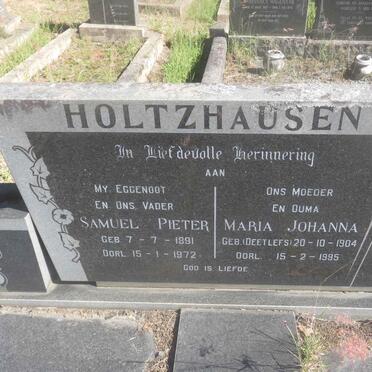 HOLTZHAUSEN
In Liefdevolle Herinnering
AAN
MY EGGENOOT
EN ONS VADER
SAMUEL PIETER
GEB 7-7-1891
OORL 15-1-1972
ONS MOEDER
EN OUMA
MARIA JOHANNA
GEB (DEETLEFS) 20-10-1904
OORL. 15-2-1995
GOD IS LIEFDE